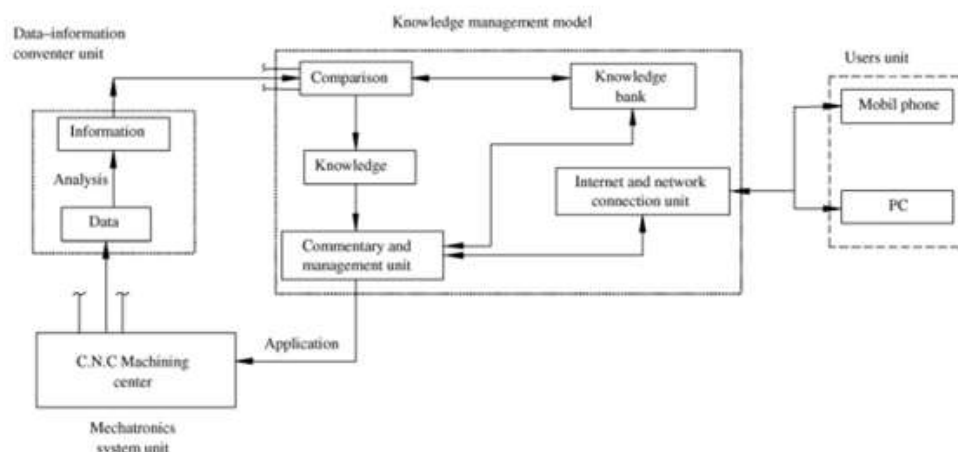 Knowledge management model
Data–information
conventer unit
Comparison
Knowledge
bank
Users unit
Mobil phone
Information
Analysis
Data
Knowledge
Internet and network
connection unit
PC
Commentary and
management unit
Application
C.N.C Machining
center
Mechatronics
system unit